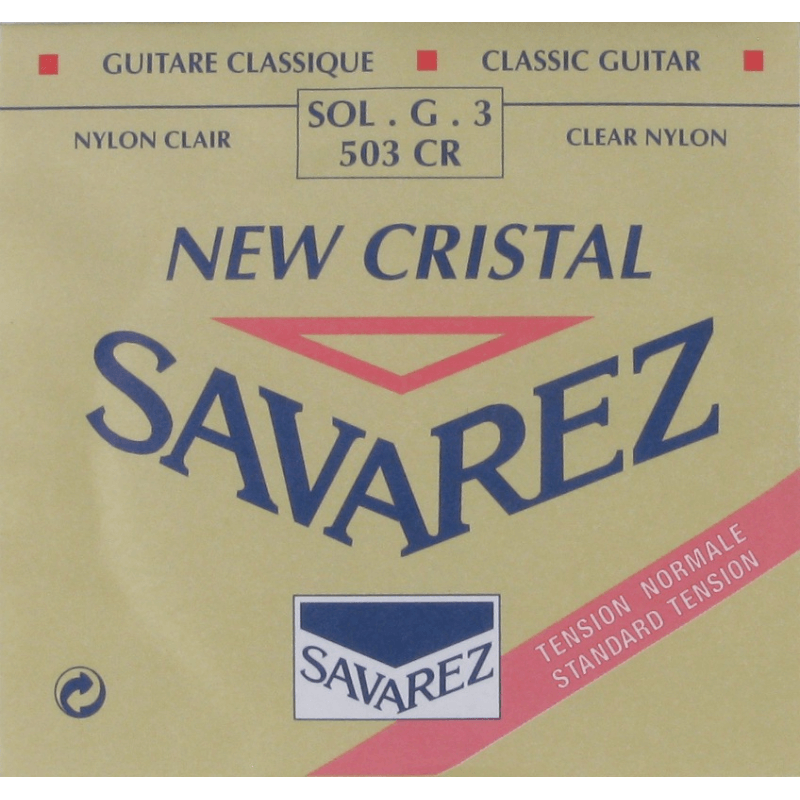 GUITARE CLASSIQUE CLASSIC GUITAR
SOL . G . 3
NYLON CLAIR 503 CR CLEAR NYLON
NEW CRISTAL
SAVAREZ
TENSION NORMALE
STANDARD TENSION
SAVAREZ